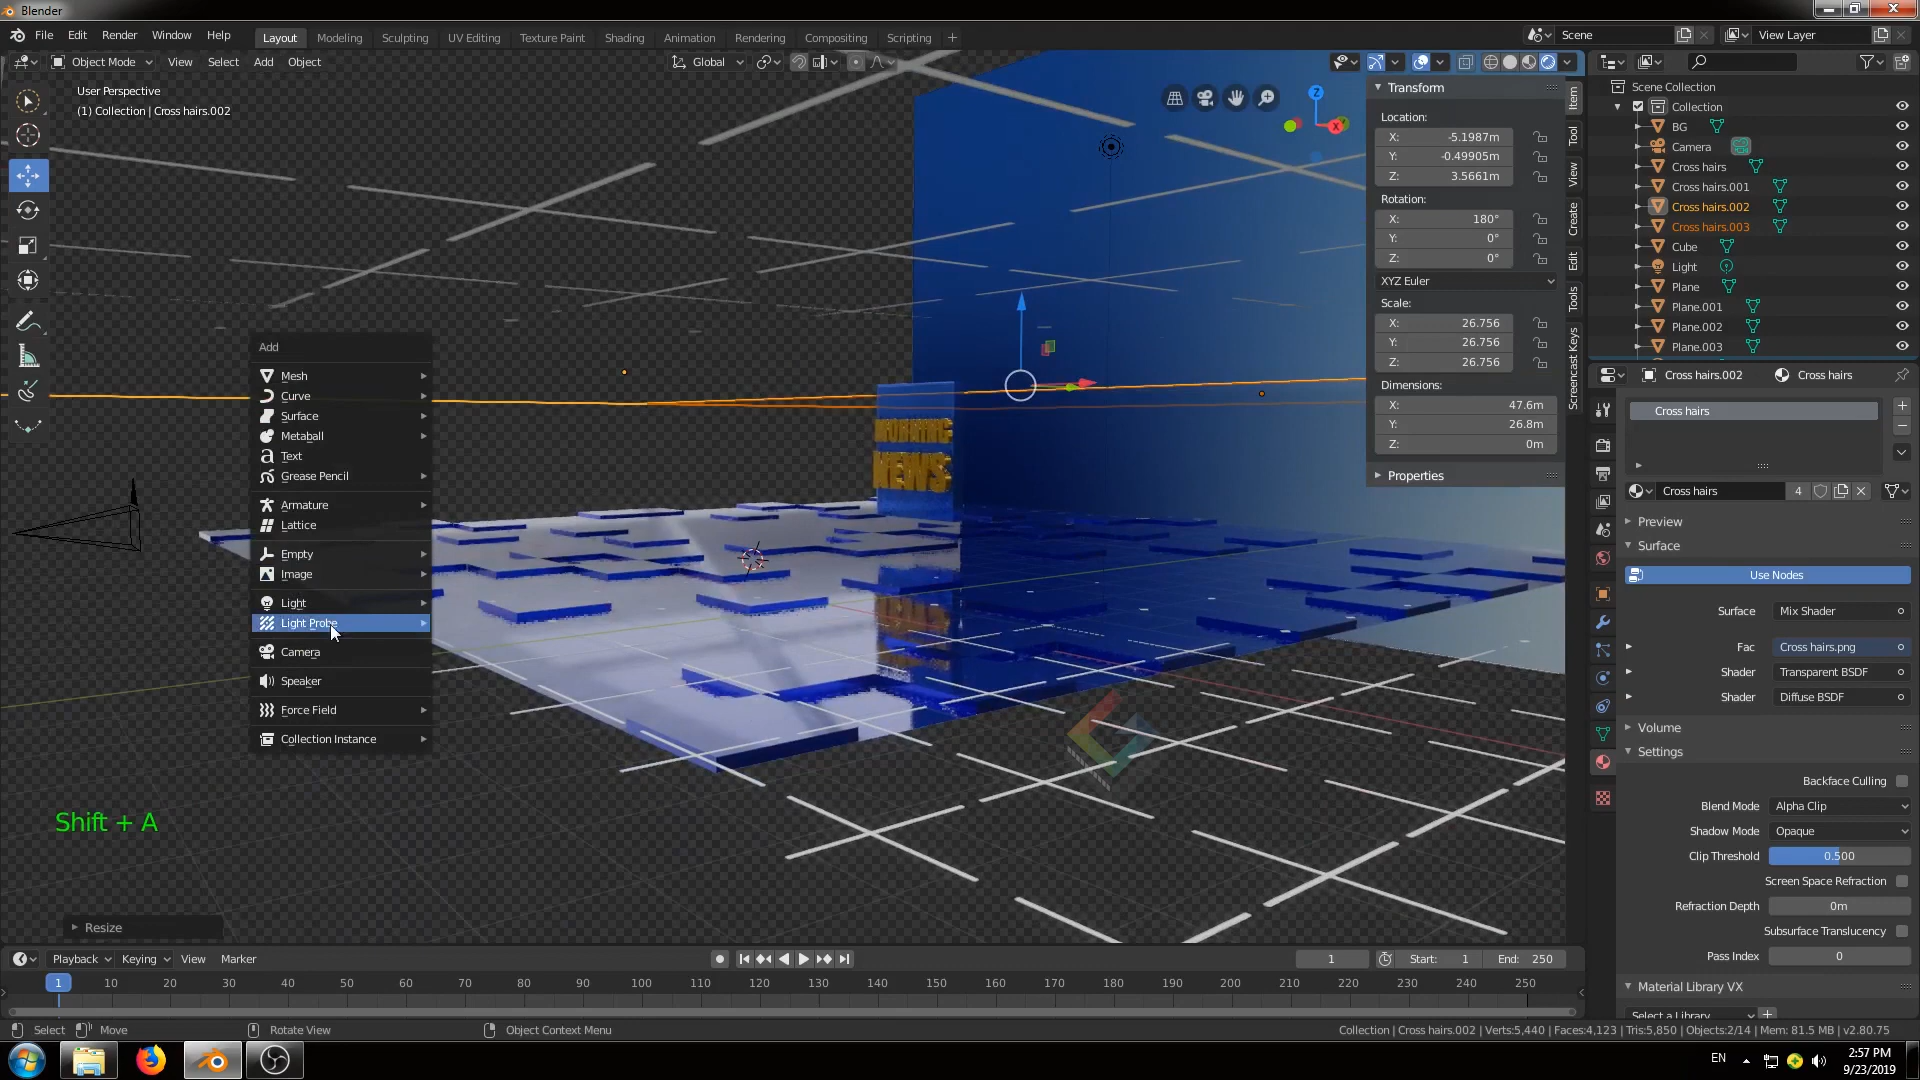 Blender
File Edit Render Window Help
Layout Modeling Sculpting UV Editing Texture Paint Shading Animation Rendering Compositing Scripting +
Scene View Layer
Object Mode View Select Add Object Global
User Perspective
(1) Collection | Cross hairs.002
Transform
Location:
X: -5.1987m
Y: -0.49905m
Z: 3.5661m
Rotation:
X: 180°
Y: 0°
Z: 0°
XYZ Euler
Scale:
X: 26.756
Y: 26.756
Z: 26.756
Dimensions:
X: 47.6m
Y: 26.8m
Z: 0m
Properties
Item
Tool
View
Create
Edit
Tools
Screencast Keys
Z
X
Scene Collection
Collection
BG
Camera
Cross hairs
Cross hairs.001
Cross hairs.002
Cross hairs.003
Cube
Light
Plane
Plane.001
Plane.002
Plane.003
Add
Mesh
Curve
Surface
Metaball
Text
Grease Pencil
Armature
Lattice
Empty
Image
Light
Light Probe
Camera
Speaker
Force Field
Collection Instance
MORNING
NEWS
Shift + A
Resize
Cross hairs.002 Cross hairs
Cross hairs
Cross hairs 4
Preview
Surface
Use Nodes
Surface Mix Shader
Fac Cross hairs.png
Shader Transparent BSDF
Shader Diffuse BSDF
Volume
Settings
Backface Culling
Blend Mode Alpha Clip
Shadow Mode Opaque
Clip Threshold 0.500
Screen Space Refraction
Refraction Depth 0m
Subsurface Translucency
Pass Index 0
Material Library VX
Select a Library
Playback Keying View Marker 1 Start: 1 End: 250
1 10 20 30 40 50 60 70 80 90 100 110 120 130 140 150 160 170 180 190 200 210 220 230 240 250
Select Move Rotate View Object Context Menu
Collection | Cross hairs.002 | Verts:5,440 | Faces:4,123 | Tris:5,850 | Objects:2/14 | Mem: 81.5 MB | v2.80.75
EN
2:57 PM
9/23/2019